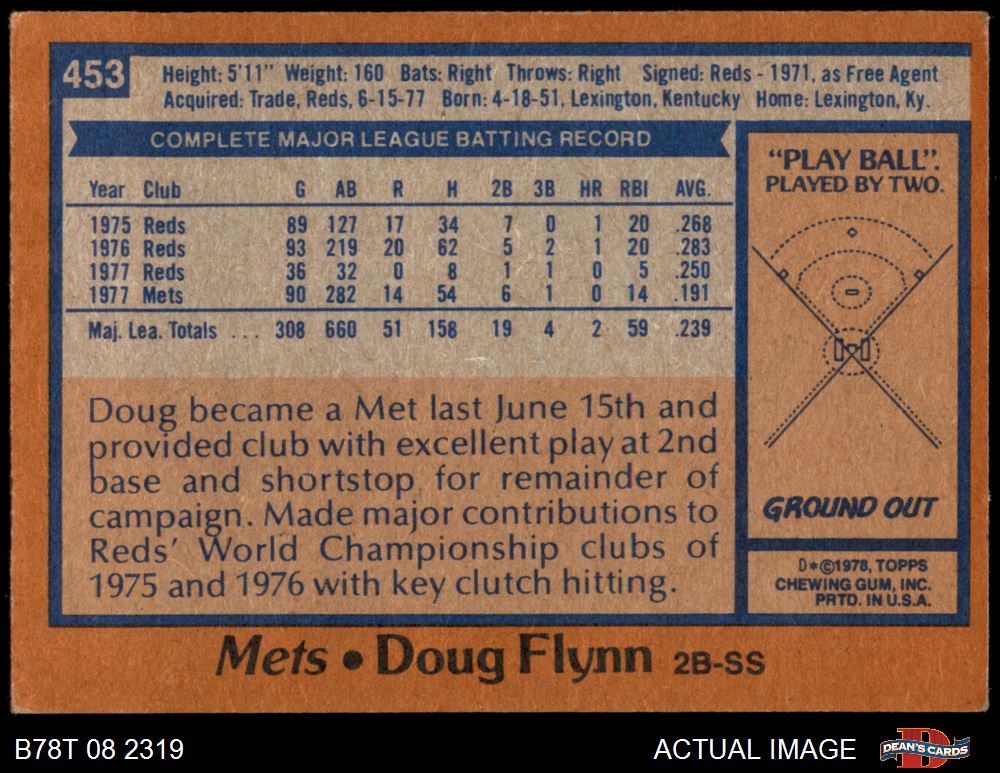 453
Height: 5'11" Weight: 160 Bats: Right Throws: Right Signed: Reds - 1971, as Free Agent
Acquired: Trade, Reds, 6-15-77 Born: 4-18-51, Lexington, Kentucky Home: Lexington, Ky.
COMPLETE MAJOR LEAGUE BATTING RECORD
Year Club G AB R H 2B 3B HR RBI AVG.
1975 Reds 89 127 17 34 7 0 1 20 .268
1976 Reds 93 219 20 62 5 2 1 20 .283
1977 Reds 36 32 0 8 1 1 0 5 .250
1977 Mets 90 282 14 54 6 1 0 14 .191
Maj. Lea. Totals ... 308 660 51 158 19 4 2 59 .239
Doug became a Met last June 15th and
provided club with excellent play at 2nd
base and shortstop for remainder of
campaign. Made major contributions to
Reds' World Championship clubs of
1975 and 1976 with key clutch hitting.
"PLAY BALL".
PLAYED BY TWO.
GROUND OUT
D*©1978, TOPPS
CHEWING GUM, INC.
PRTD. IN U.S.A.
Mets • Doug Flynn 2B-SS
B78T 08 2319
ACTUAL IMAGE
DEAN'S CARDS